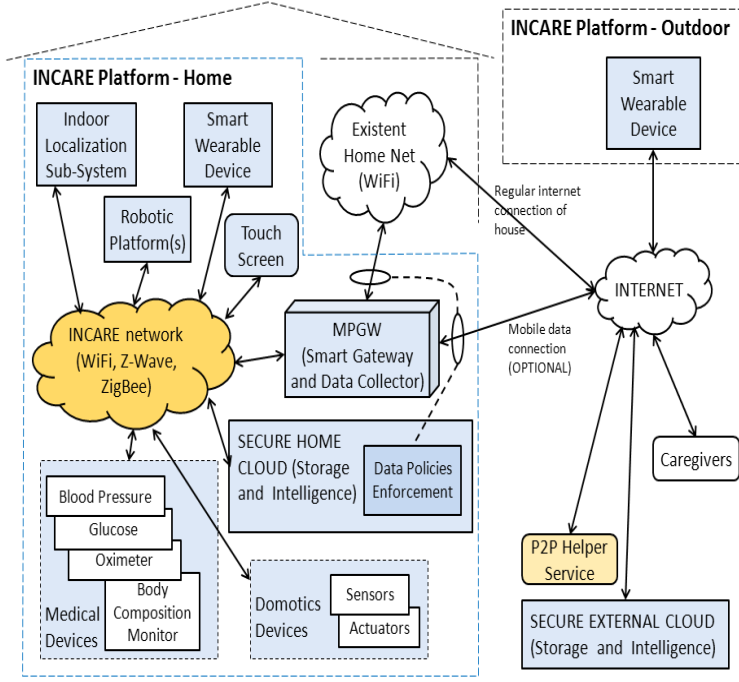 INCARE Platform - Home
INCARE Platform - Outdoor
Indoor
Localization
Sub-System
Smart
Wearable
Device
Existent
Home Net
(WiFi)
Smart
Wearable
Device
Robotic
Platform(s)
Touch
Screen
Regular internet
connection of
house
INTERNET
INCARE network
(WiFi, Z-Wave,
ZigBee)
MPGW
(Smart Gateway
and Data Collector)
Mobile data
connection
(OPTIONAL)
SECURE HOME
CLOUD (Storage
and Intelligence)
Data Policies
Enforcement
Caregivers
Blood Pressure
Glucose
Oximeter
Body
Composition
Monitor
Medical
Devices
Domotics
Devices
Sensors
Actuators
P2P Helper
Service
SECURE EXTERNAL CLOUD
(Storage and Intelligence)